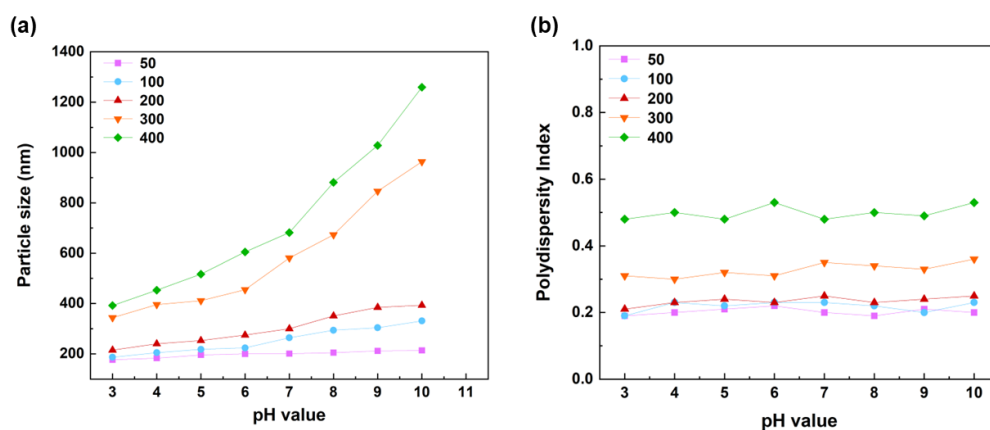 (a)
Particle size (nm)
1400
1200
1000
800
600
400
200
50
100
200
300
400
3 4 5 6 7 8 9 10 11
pH value
(b)
Polydispersity Index
1.0
0.8
0.6
0.4
0.2
0.0
50
100
200
300
400
3 4 5 6 7 8 9 10
pH value